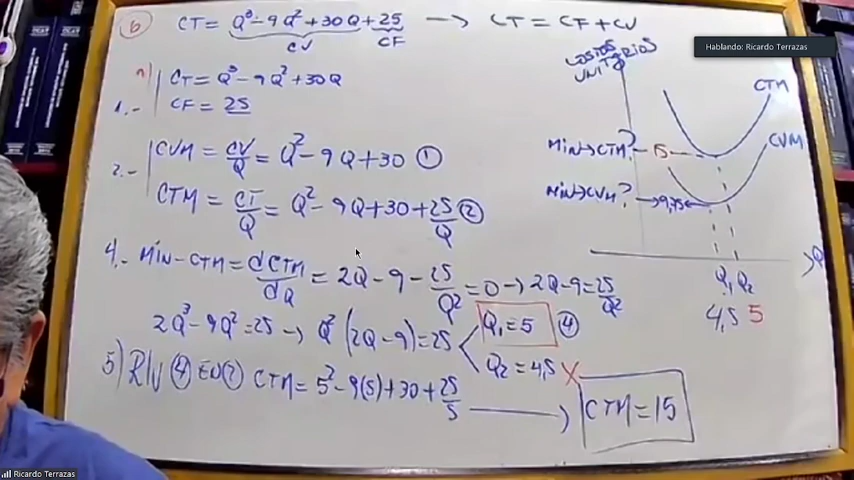 6
CT = Q³ - 9Q² + 30Q + 25 → CT = CF + CV
CV CF
Hablando: Ricardo Terrazas
CT = Q³ - 9Q² + 30Q
1.- CF = 25
2.- CVM = CV/Q = Q² - 9Q + 30 ①
CTM = CT/Q = Q² - 9Q + 30 + 25/Q ②
4.- MIN-CTM = dCTM/dQ = 2Q - 9 - 25/Q² = 0 → 2Q - 9 = 25/Q²
2Q³ - 9Q² = 25 → Q²(2Q - 9) = 25
Q₁ = 5 ④
Q₂ = 4,5 X
5) R/V ④ EN ② CTM = 5² - 9(5) + 30 + 25/5 → CTM = 15
COSTOS
UNITARIOS
CTM
CVM
MIN→CTM? 15
MIN→CVM? → 9,75
Q
Q₁ Q₂
4,5 5
Ricardo Terrazas